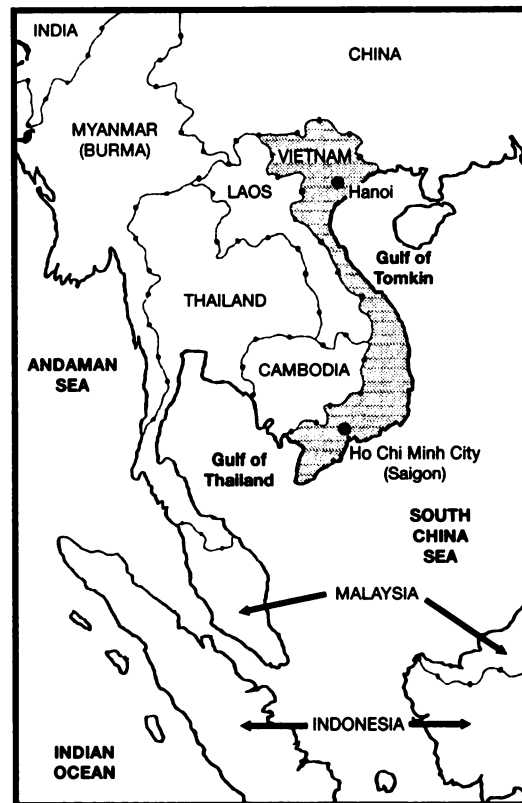 INDIA
CHINA
MYANMAR
(BURMA)
VIETNAM
LAOS
Hanoi
Gulf of
Tomkin
THAILAND
ANDAMAN
SEA
CAMBODIA
Ho Chi Minh City
(Saigon)
Gulf of
Thailand
SOUTH
CHINA
SEA
MALAYSIA
INDONESIA
INDIAN
OCEAN